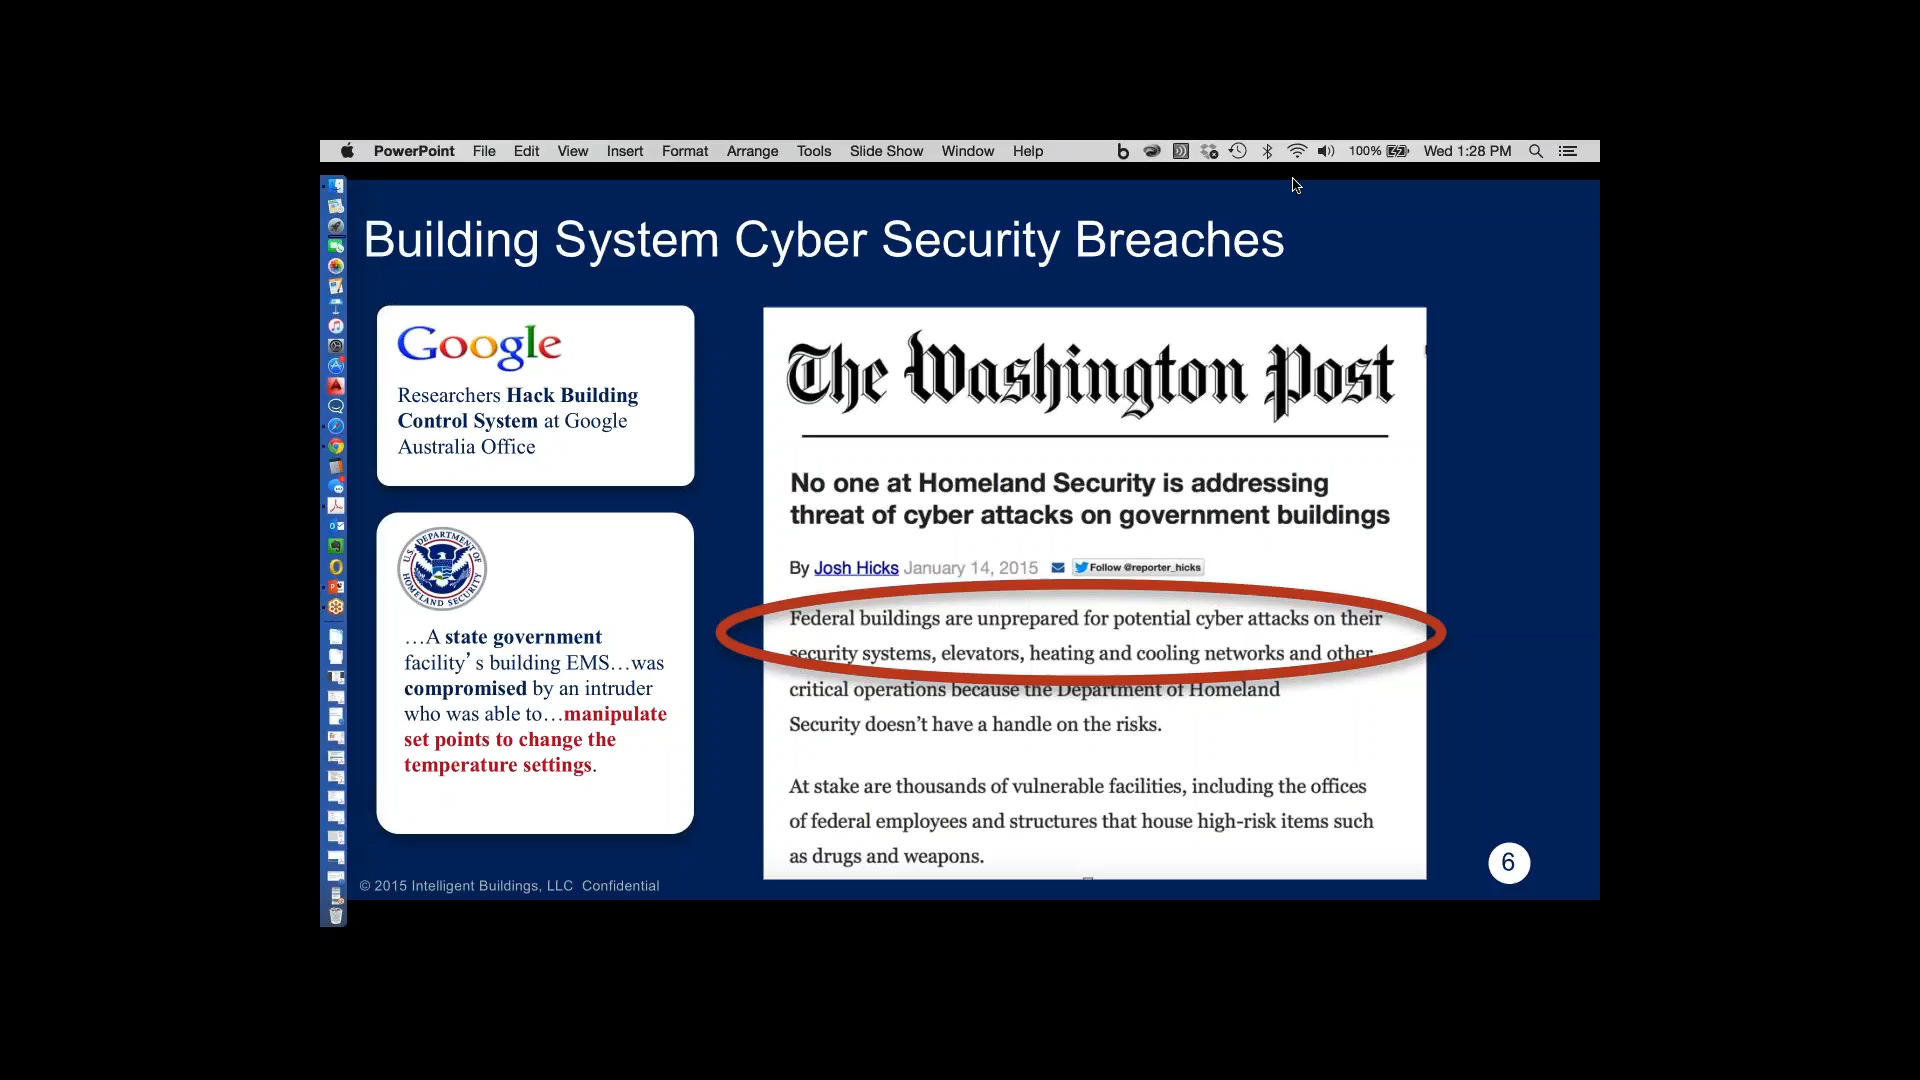 PowerPoint File Edit View Insert Format Arrange Tools Slide Show Window Help 100% Wed 1:28 PM
Building System Cyber Security Breaches
Google
Researchers Hack Building
Control System at Google
Australia Office
U.S. DEPARTMENT OF
HOMELAND SECURITY
…A state government
facility’s building EMS…was
compromised by an intruder
who was able to…manipulate
set points to change the
temperature settings.
The Washington Post
No one at Homeland Security is addressing
threat of cyber attacks on government buildings
By Josh Hicks January 14, 2015 Follow @reporter_hicks
Federal buildings are unprepared for potential cyber attacks on their
security systems, elevators, heating and cooling networks and other
critical operations because the Department of Homeland
Security doesn’t have a handle on the risks.
At stake are thousands of vulnerable facilities, including the offices
of federal employees and structures that house high-risk items such
as drugs and weapons.
© 2015 Intelligent Buildings, LLC Confidential
6